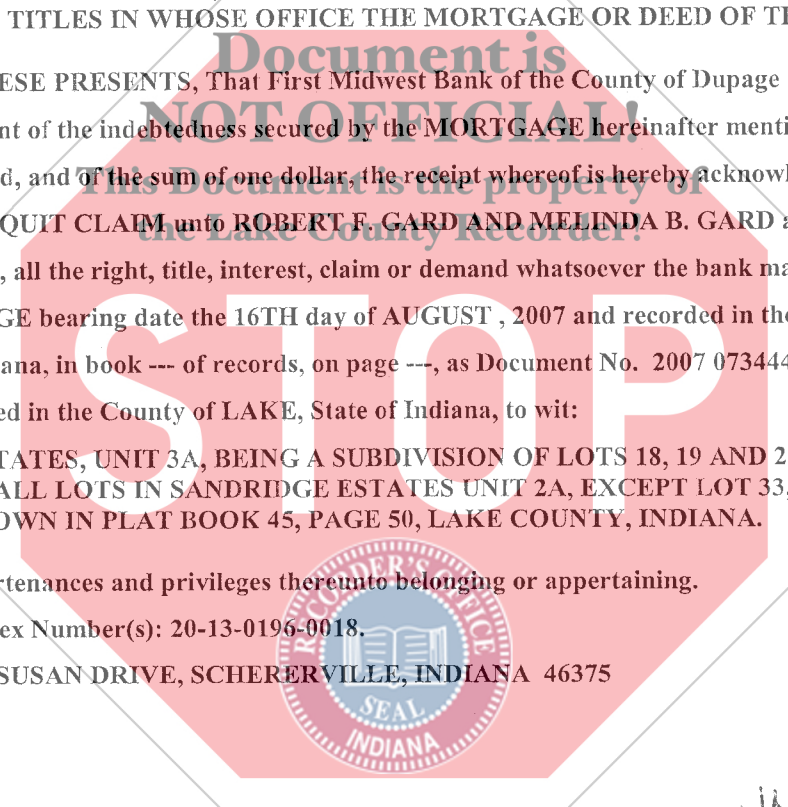 TITLES IN WHOSE OFFICE THE MORTGAGE OR DEED OF
Document is
ESE PRESENTS, That First Midwest Bank of the County of Dupage
NOT OFFICIAL!
nt of the indebtedness secured by the MORTGAGE hereinafter menti
This Document is the property of
d, and of the sum of one dollar, the receipt whereof is hereby acknowl
the Lake County Recorder!
QUIT CLAIM unto ROBERT F. GARD AND MELINDA B. GARD a
, all the right, title, interest, claim or demand whatsoever the bank ma
GE bearing date the 16TH day of AUGUST , 2007 and recorded in the
ana, in book --- of records, on page ---, as Document No. 2007 073444
ed in the County of LAKE, State of Indiana, to wit:
STOP
TATES, UNIT 3A, BEING A SUBDIVISION OF LOTS 18, 19 AND 2
ALL LOTS IN SANDRIDGE ESTATES UNIT 2A, EXCEPT LOT 33,
OWN IN PLAT BOOK 45, PAGE 50, LAKE COUNTY, INDIANA.
rtenances and privileges thereunto belonging or appertaining.
ex Number(s): 20-13-0196-0018.
SUSAN DRIVE, SCHERERVILLE, INDIANA 46375
RECORDER'S OFFICE
SEAL
INDIANA